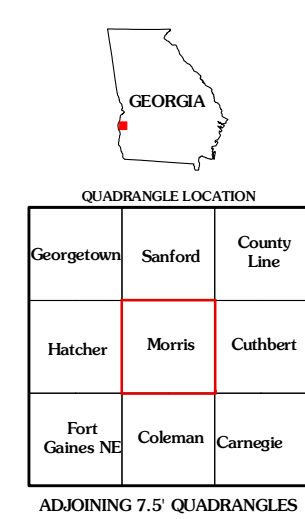 GEORGIA
QUADRANGLE LOCATION
Georgetown
Sanford
County
Line
Hatcher
Morris
Cuthbert
Fort
Gaines NE
Coleman
Carnegie
ADJOINING 7.5' QUADRANGLES